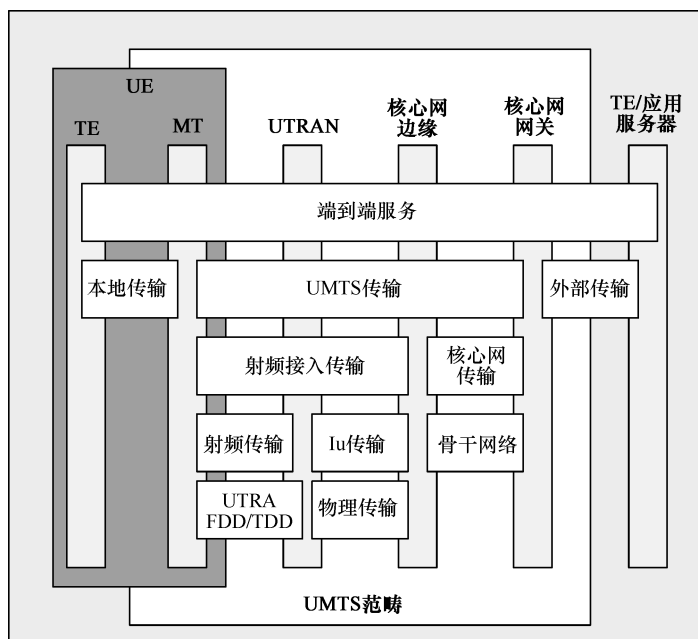 UE
TE
MT
UTRAN
核心网
边缘
核心网
网关
TE/应用
服务器
端到端服务
本地传输
UMTS传输
外部传输
射频接入传输
核心网
传输
射频传输
Iu传输
骨干网络
UTRA
FDD/TDD
物理传输
UMTS范畴